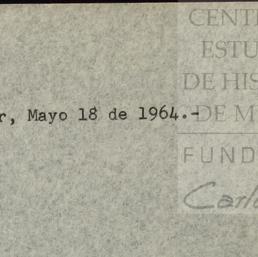 CENT
ESTU
DE HIS
r, Mayo 18 de 1964.-
DE M
FUND
Carl